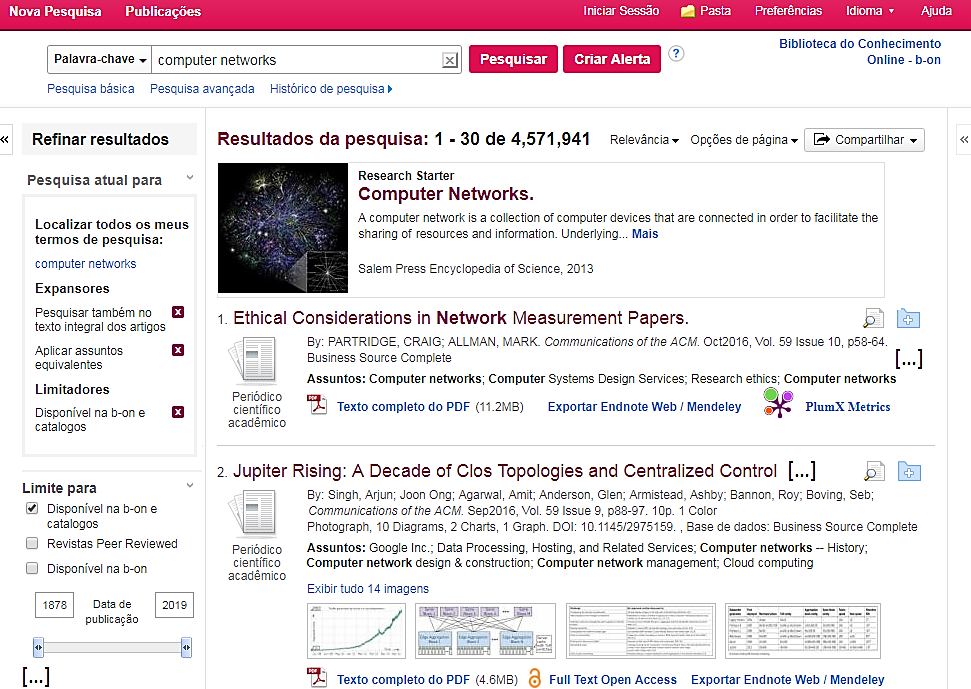 Nova Pesquisa Publicações Iniciar Sessão Pasta Preferências Idioma Ajuda
Palavra-chave computer networks Pesquisar Criar Alerta ?
Biblioteca do Conhecimento
Online - b-on
Pesquisa básica Pesquisa avançada Histórico de pesquisa
Refinar resultados
Pesquisa atual para
Localizar todos os meus
termos de pesquisa:
computer networks
Expansores
Pesquisar também no
texto integral dos artigos
Aplicar assuntos
equivalentes
Limitadores
Disponível na b-on e
catalogos
Limite para
Disponível na b-on e
catalogos
Revistas Peer Reviewed
Disponível na b-on
1878 Data de 2019
publicação
[...]
Resultados da pesquisa: 1 - 30 de 4,571,941 Relevância Opções de página Compartilhar
Research Starter
Computer Networks.
A computer network is a collection of computer devices that are connected in order to facilitate the
sharing of resources and information. Underlying... Mais
Salem Press Encyclopedia of Science, 2013
1. Ethical Considerations in Network Measurement Papers.
By: PARTRIDGE, CRAIG; ALLMAN, MARK. Communications of the ACM. Oct2016, Vol. 59 Issue 10, p58-64.
Business Source Complete
[...]
Assuntos: Computer networks; Computer Systems Design Services; Research ethics; Computer networks
Periódico
científico
acadêmico
PDF Texto completo do PDF (11.2MB) Exportar Endnote Web / Mendeley PlumX Metrics
2. Jupiter Rising: A Decade of Clos Topologies and Centralized Control [...]
By: Singh, Arjun; Joon Ong; Agarwal, Amit; Anderson, Glen; Armistead, Ashby; Bannon, Roy; Boving, Seb;
Communications of the ACM. Sep2016, Vol. 59 Issue 9, p88-97. 10p. 1 Color
Photograph, 10 Diagrams, 2 Charts, 1 Graph. DOI: 10.1145/2975159. , Base de dados: Business Source Complete
Periódico
científico
acadêmico
Assuntos: Google Inc.; Data Processing, Hosting, and Related Services; Computer networks -- History;
Computer network design & construction; Computer network management; Cloud computing
Exibir tudo 14 imagens
PDF Texto completo do PDF (4.6MB) Full Text Open Access Exportar Endnote Web / Mendeley